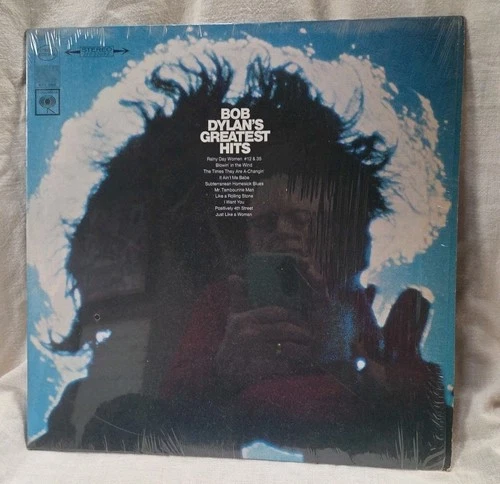 STEREO
BOB
DYLAN'S
GREATEST
HITS
Rainy Day Women #12 & 35
Blowin' in the Wind
The Times They Are A-Changin'
It Ain't Me Babe
Subterranean Homesick Blues
Mr. Tambourine Man
Like a Rolling Stone
I Want You
Positively 4th Street
Just Like a Woman